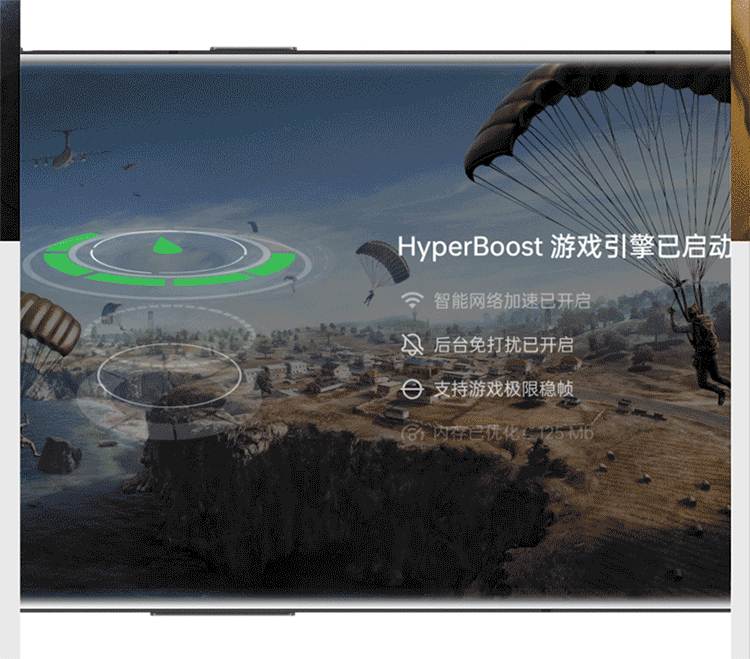 HyperBoost 游戏引擎已启动
智能网络加速已开启
后台免打扰已开启
支持游戏极限稳帧
内存已优化：125 Mb